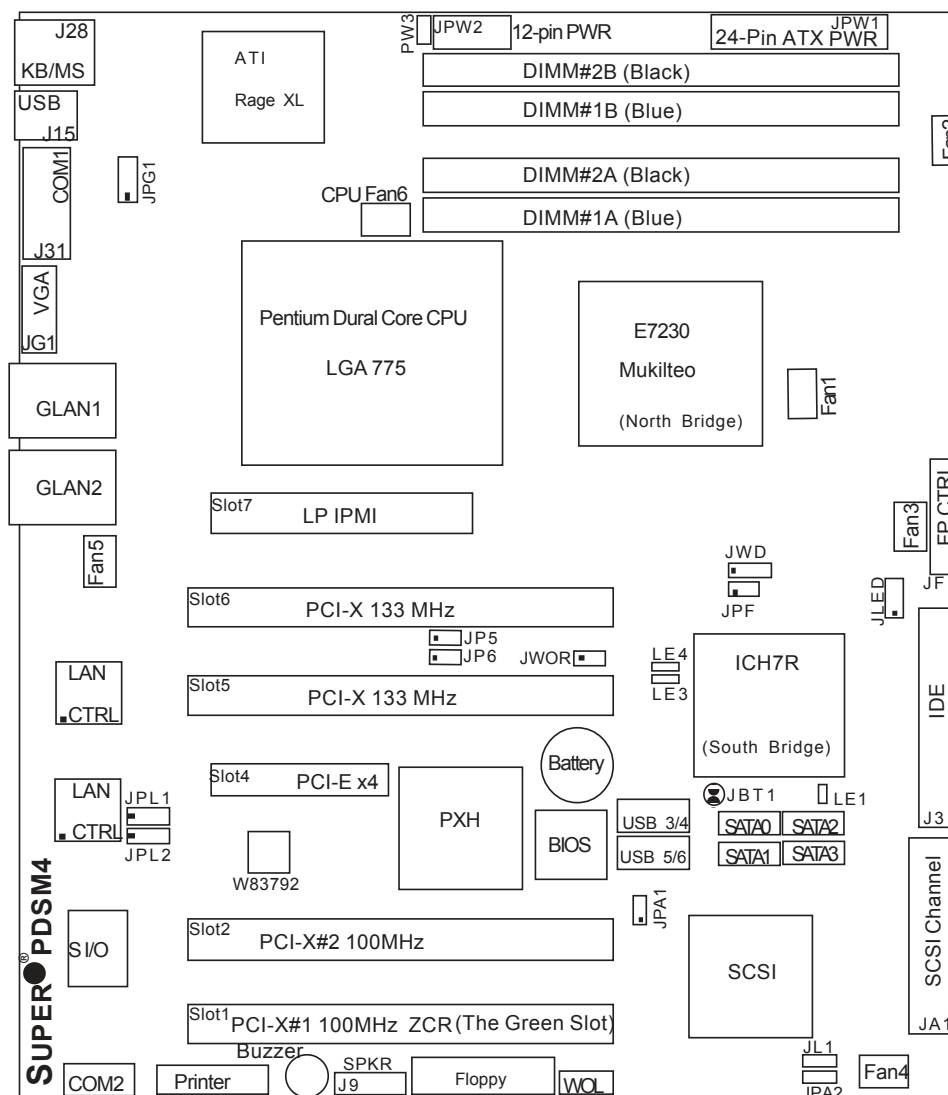 J28
KB/MS
USB
J15
COM1
J31
VGA
JG1
GLAN1
GLAN2
Fan5
ATI
Rage XL
JPG1
PW3
JPW2
12-pin PWR
JPW1
24-Pin ATX PWR
DIMM#2B (Black)
DIMM#1B (Blue)
DIMM#2A (Black)
DIMM#1A (Blue)
CPU Fan6
Pentium Dural Core CPU
LGA 775
E7230
Mukilteo
(North Bridge)
Fan1
Slot7
LP IPMI
Fan3
FP CTRL
JF
JLED
JWD
JPF
Slot6
PCI-X 133 MHz
JP5
JP6
JWOR
LE4
LE3
ICH7R
(South Bridge)
IDE
J3
LAN
CTRL
Slot5
PCI-X 133 MHz
Battery
Slot4
PCI-E x4
PXH
BIOS
USB 3/4
USB 5/6
JBT1
LE1
SATA0
SATA2
SATA1
SATA3
LAN
CTRL
JPL1
JPL2
W83792
JPA1
SCSI Channel
JA1
SUPER ® PDSM4
S I/O
Slot2
PCI-X#2 100MHz
SCSI
Slot1
PCI-X#1 100MHz ZCR (The Green Slot)
Buzzer
COM2
Printer
SPKR
J9
Floppy
WOL
JL1
JPA2
Fan4